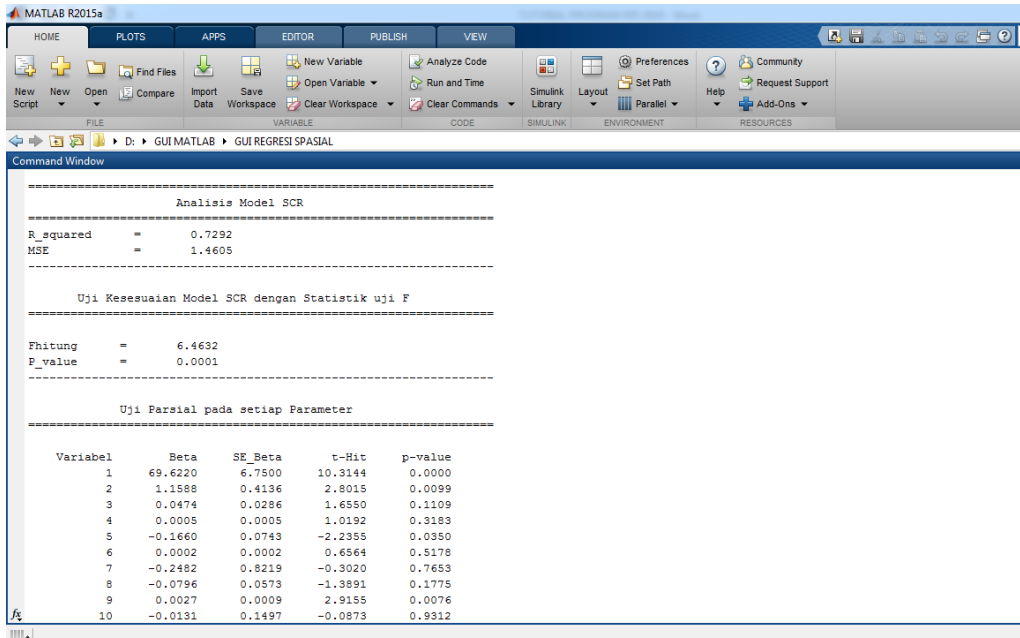 MATLAB R2015a
HOME PLOTS APPS EDITOR PUBLISH VIEW
New Script New Open Find Files Compare Import Data Save Workspace New Variable Open Variable Clear Workspace Analyze Code Run and Time Clear Commands Simulink Library Layout Preferences Set Path Parallel Help Community Request Support Add-Ons
FILE VARIABLE CODE SIMULINK ENVIRONMENT RESOURCES
D: GUI MATLAB GUI REGRESI SPASIAL
Command Window
==================================================================
Analisis Model SCR
==================================================================
R_squared = 0.7292
MSE = 1.4605
------------------------------------------------------------------
Uji Kesesuaian Model SCR dengan Statistik uji F
==================================================================
Fhitung = 6.4632
P_value = 0.0001
------------------------------------------------------------------
Uji Parsial pada setiap Parameter
==================================================================
Variabel Beta SE_Beta t-Hit p-value
1 69.6220 6.7500 10.3144 0.0000
2 1.1588 0.4136 2.8015 0.0099
3 0.0474 0.0286 1.6550 0.1109
4 0.0005 0.0005 1.0192 0.3183
5 -0.1660 0.0743 -2.2355 0.0350
6 0.0002 0.0002 0.6564 0.5178
7 -0.2482 0.8219 -0.3020 0.7653
8 -0.0796 0.0573 -1.3891 0.1775
9 0.0027 0.0009 2.9155 0.0076
10 -0.0131 0.1497 -0.0873 0.9312
fx